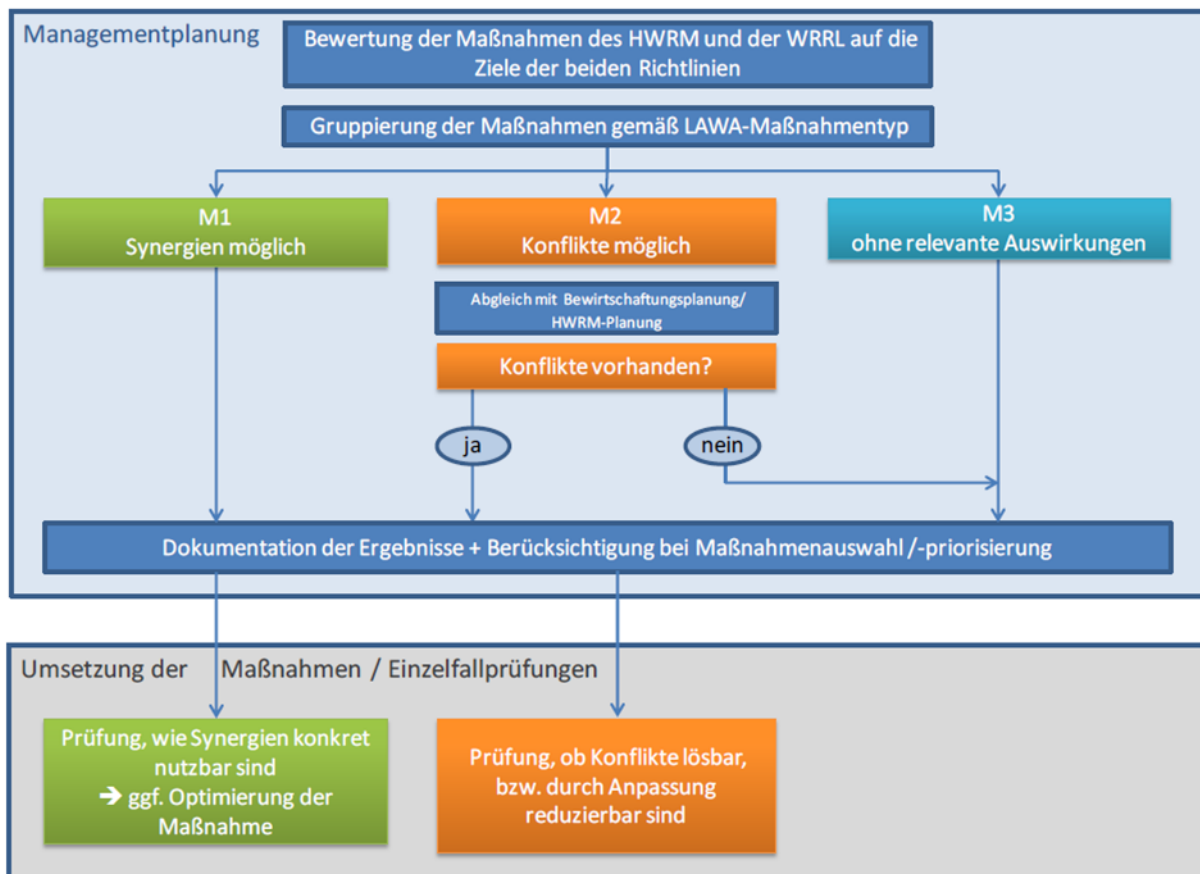 Managementplanung
Bewertung der Maßnahmen des HWRM und der WRRL auf die
Ziele der beiden Richtlinien
Gruppierung der Maßnahmen gemäß LAWA-Maßnahmentyp
M1
Synergien möglich
M2
Konflikte möglich
M3
ohne relevante Auswirkungen
Abgleich mit Bewirtschaftungsplanung/
HWRM-Planung
Konflikte vorhanden?
ja
nein
Dokumentation der Ergebnisse + Berücksichtigung bei Maßnahmenauswahl /-priorisierung
Umsetzung der Maßnahmen / Einzelfallprüfungen
Prüfung, wie Synergien konkret
nutzbar sind
➔ ggf. Optimierung der
Maßnahme
Prüfung, ob Konflikte lösbar,
bzw. durch Anpassung
reduzierbar sind